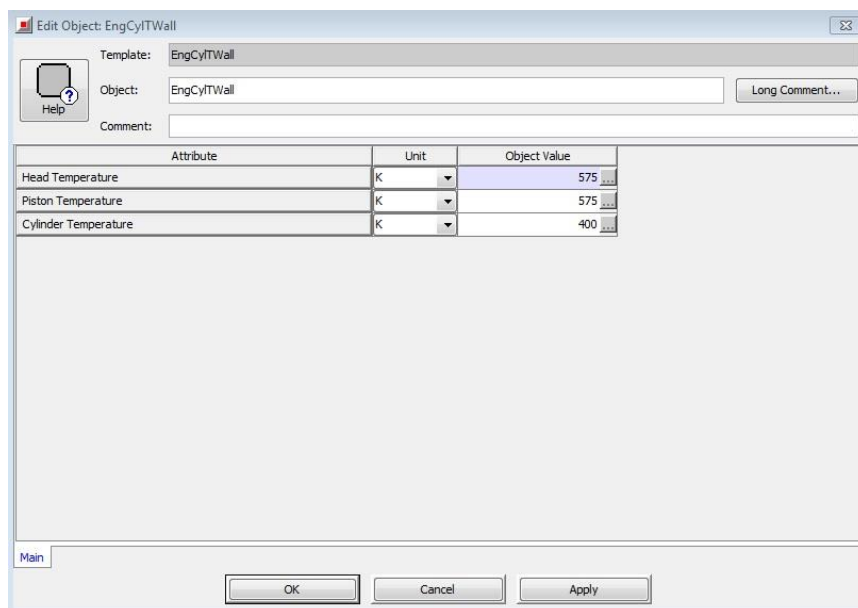 Edit Object: EngCylTWall
Template: EngCylTWall
Help
Object: EngCylTWall Long Comment...
Comment:
Attribute Unit Object Value
Head Temperature K 575 ...
Piston Temperature K 575 ...
Cylinder Temperature K 400 ...
Main
OK Cancel Apply